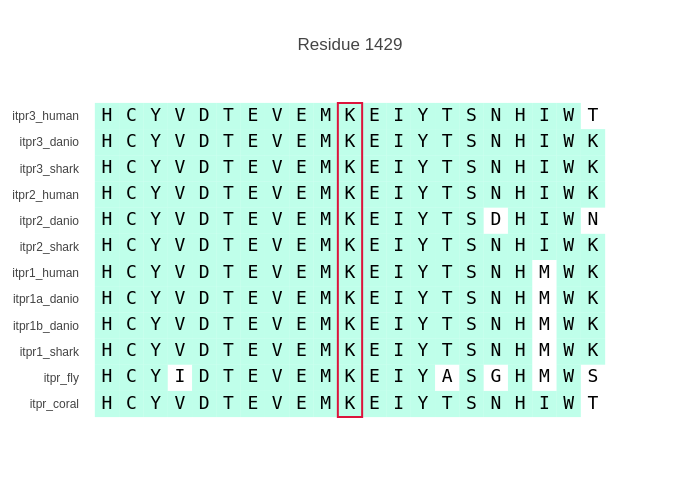 Residue 1429
itpr3_human H C Y V D T E V E M K E I Y T S N H I W T
itpr3_danio H C Y V D T E V E M K E I Y T S N H I W K
itpr3_shark H C Y V D T E V E M K E I Y T S N H I W K
itpr2_human H C Y V D T E V E M K E I Y T S N H I W K
itpr2_danio H C Y V D T E V E M K E I Y T S D H I W N
itpr2_shark H C Y V D T E V E M K E I Y T S N H I W K
itpr1_human H C Y V D T E V E M K E I Y T S N H M W K
itpr1a_danio H C Y V D T E V E M K E I Y T S N H M W K
itpr1b_danio H C Y V D T E V E M K E I Y T S N H M W K
itpr1_shark H C Y V D T E V E M K E I Y T S N H M W K
itpr_fly H C Y I D T E V E M K E I Y A S G H M W S
itpr_coral H C Y V D T E V E M K E I Y T S N H I W T